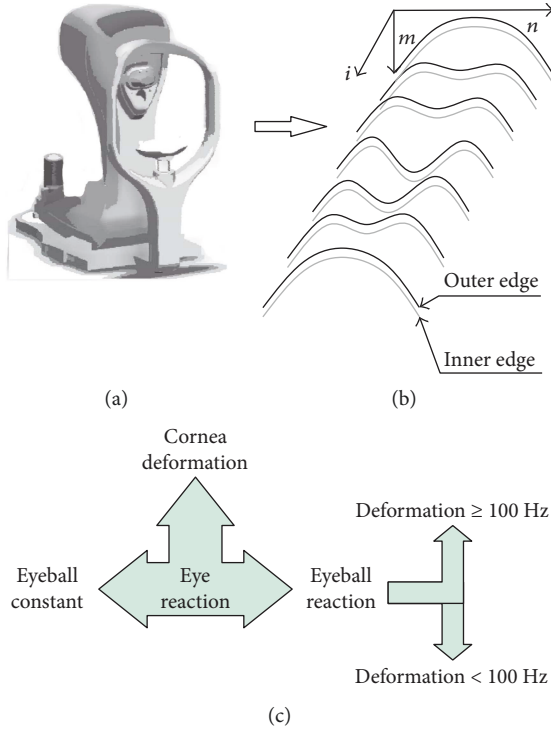 n
m
i
Outer edge
Inner edge
(a)
(b)
Cornea
deformation
Deformation ≥ 100 Hz
Eyeball
constant
Eye
reaction
Eyeball
reaction
Deformation < 100 Hz
(c)